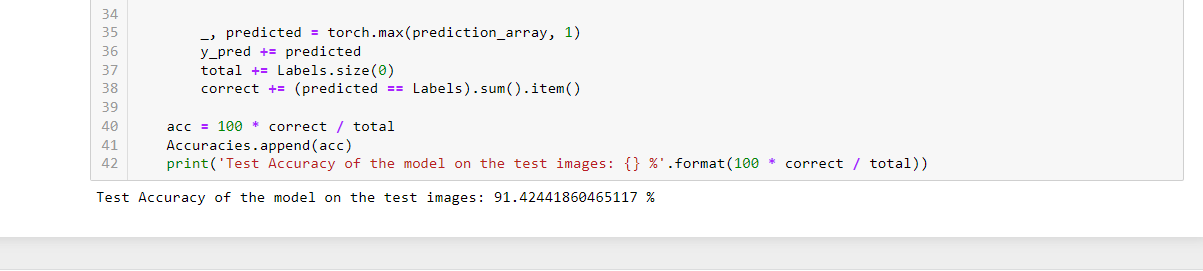 34
35 _, predicted = torch.max(prediction_array, 1)
36 y_pred += predicted
37 total += Labels.size(0)
38 correct += (predicted == Labels).sum().item()
39
40 acc = 100 * correct / total
41 Accuracies.append(acc)
42 print('Test Accuracy of the model on the test images: {} %'.format(100 * correct / total))
Test Accuracy of the model on the test images: 91.42441860465117 %